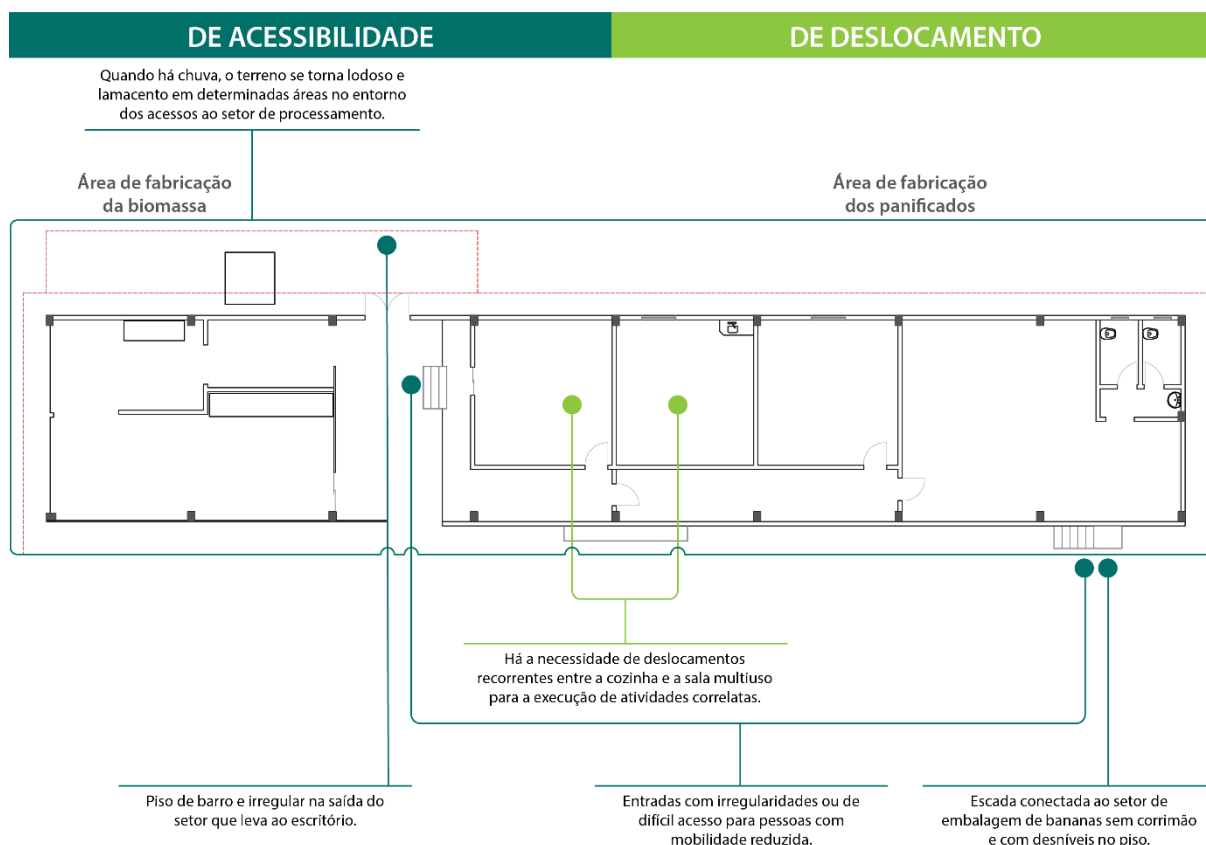 DE ACESSIBILIDADE
DE DESLOCAMENTO
Quando há chuva, o terreno se torna lodoso e
lamacento em determinadas áreas no entorno
dos acessos ao setor de processamento.
Área de fabricação
da biomassa
Área de fabricação
dos panificados
Há a necessidade de deslocamentos
recorrentes entre a cozinha e a sala multiuso
para a execução de atividades correlatas.
Piso de barro e irregular na saída do
setor que leva ao escritório.
Entradas com irregularidades ou de
difícil acesso para pessoas com
mobilidade reduzida.
Escada conectada ao setor de
embalagem de bananas sem corrimão
e com desníveis no piso.